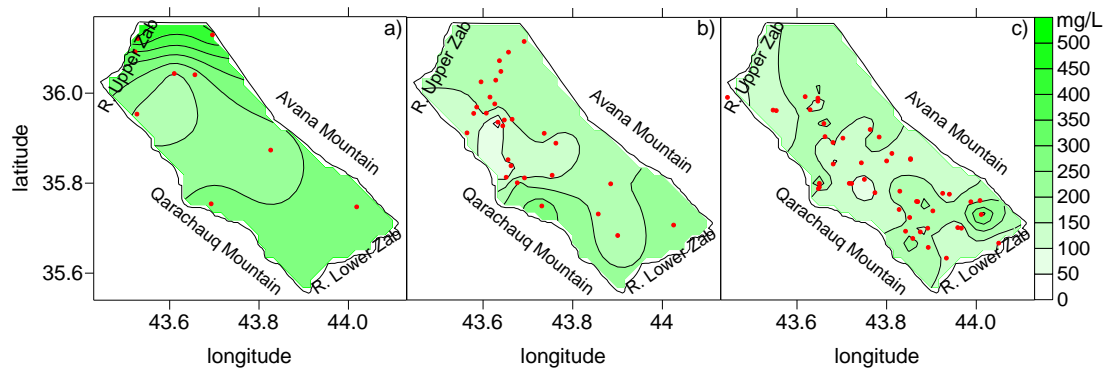 mg/L
a)
b)
c)
R. Upper Zab
R. Upper Zab
R. Upper Zab
500
450
400
350
300
250
200
150
100
50
0
36.0
35.8
35.6
latitude
Avana Mountain
Avana Mountain
Avana Mountain
Qarachauq Mountain
Qarachauq Mountain
Qarachauq Mountain
R. Lower Zab
R. Lower Zab
R. Lower Zab
43.6 43.8 44.0
43.6 43.8 44
43.6 43.8 44.0
longitude
longitude
longitude